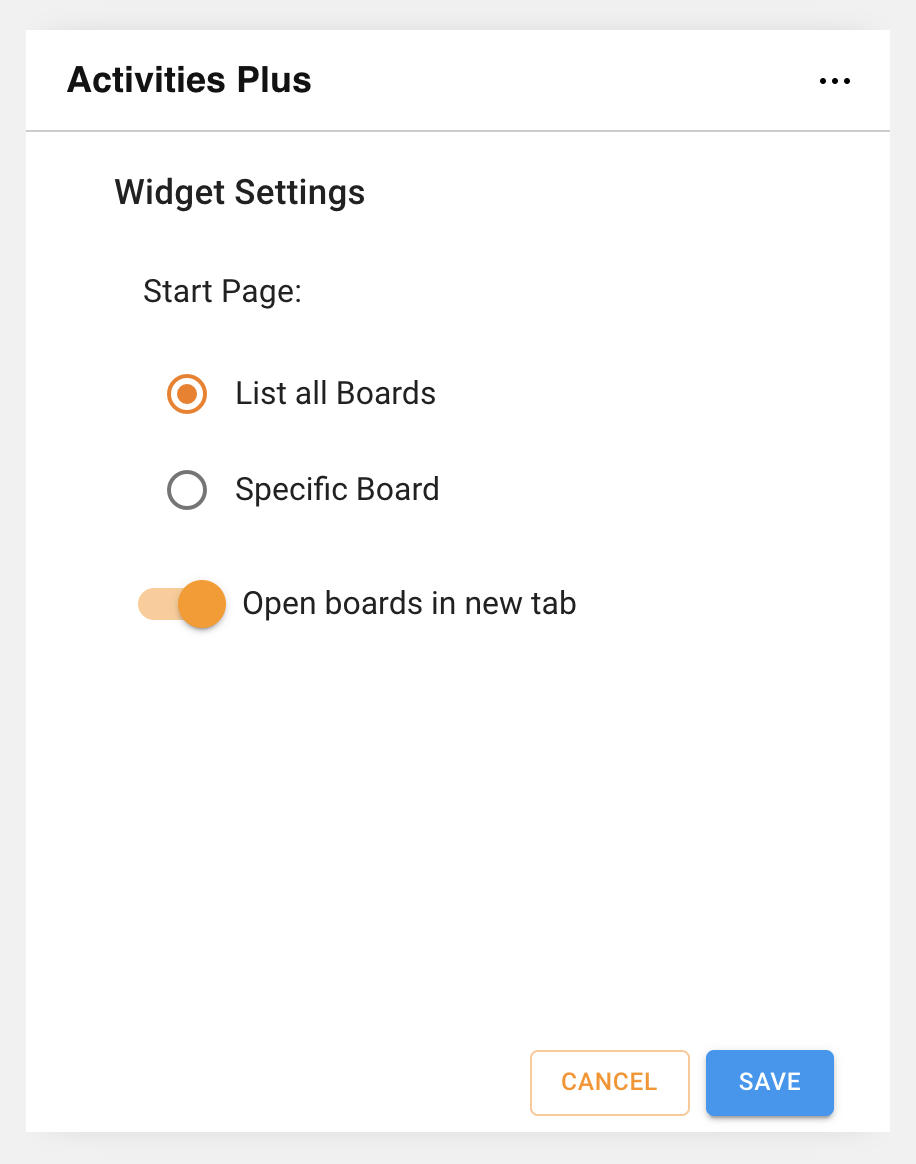 Activities Plus
Widget Settings
Start Page:
List all Boards
Specific Board
Open boards in new tab
CANCEL SAVE